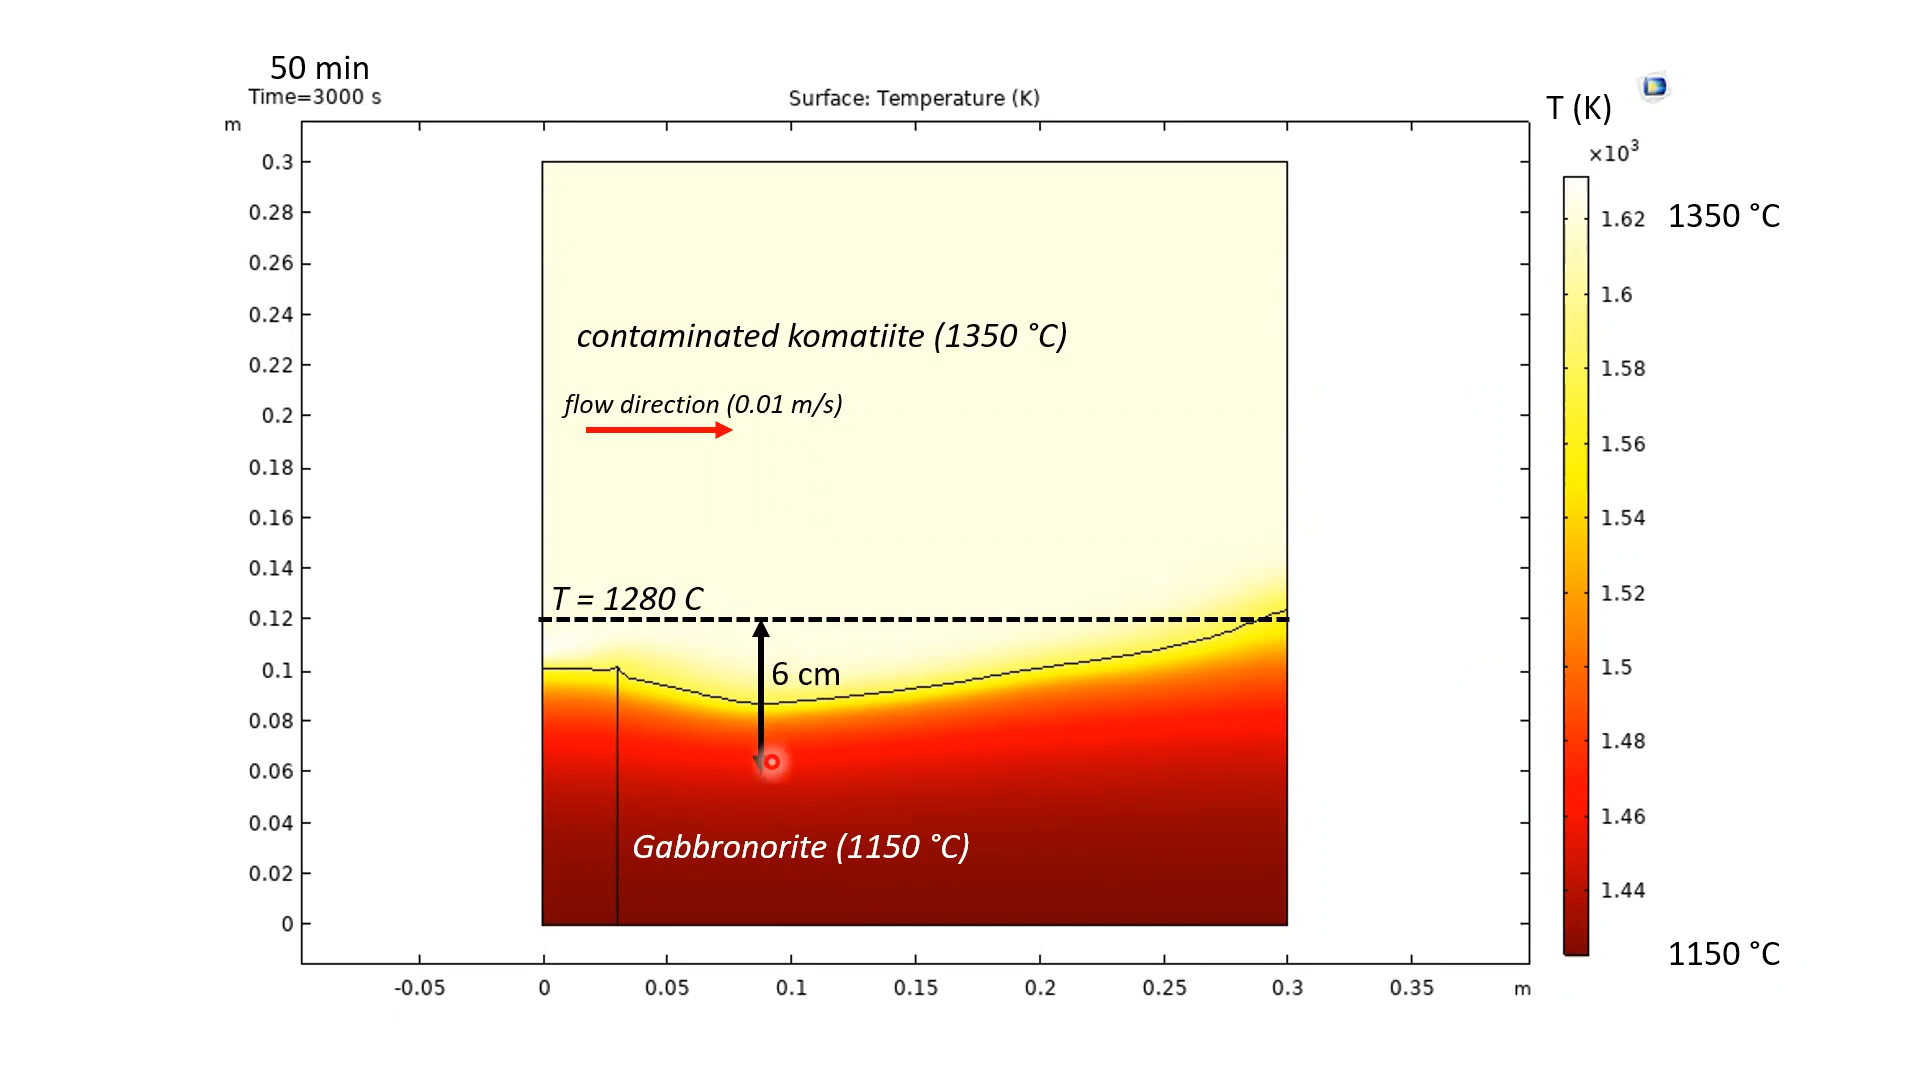 50 min
Time=3000 s
Surface: Temperature (K)
T (K)
m
×10³
0.3
0.28
0.26
0.24
0.22
0.2
0.18
0.16
0.14
0.12
0.1
0.08
0.06
0.04
0.02
0
contaminated komatiite (1350 °C)
flow direction (0.01 m/s)
T = 1280 C
6 cm
Gabbronorite (1150 °C)
1.62
1350 °C
1.6
1.58
1.56
1.54
1.52
1.5
1.48
1.46
1.44
1150 °C
-0.05
0
0.05
0.1
0.15
0.2
0.25
0.3
0.35
m